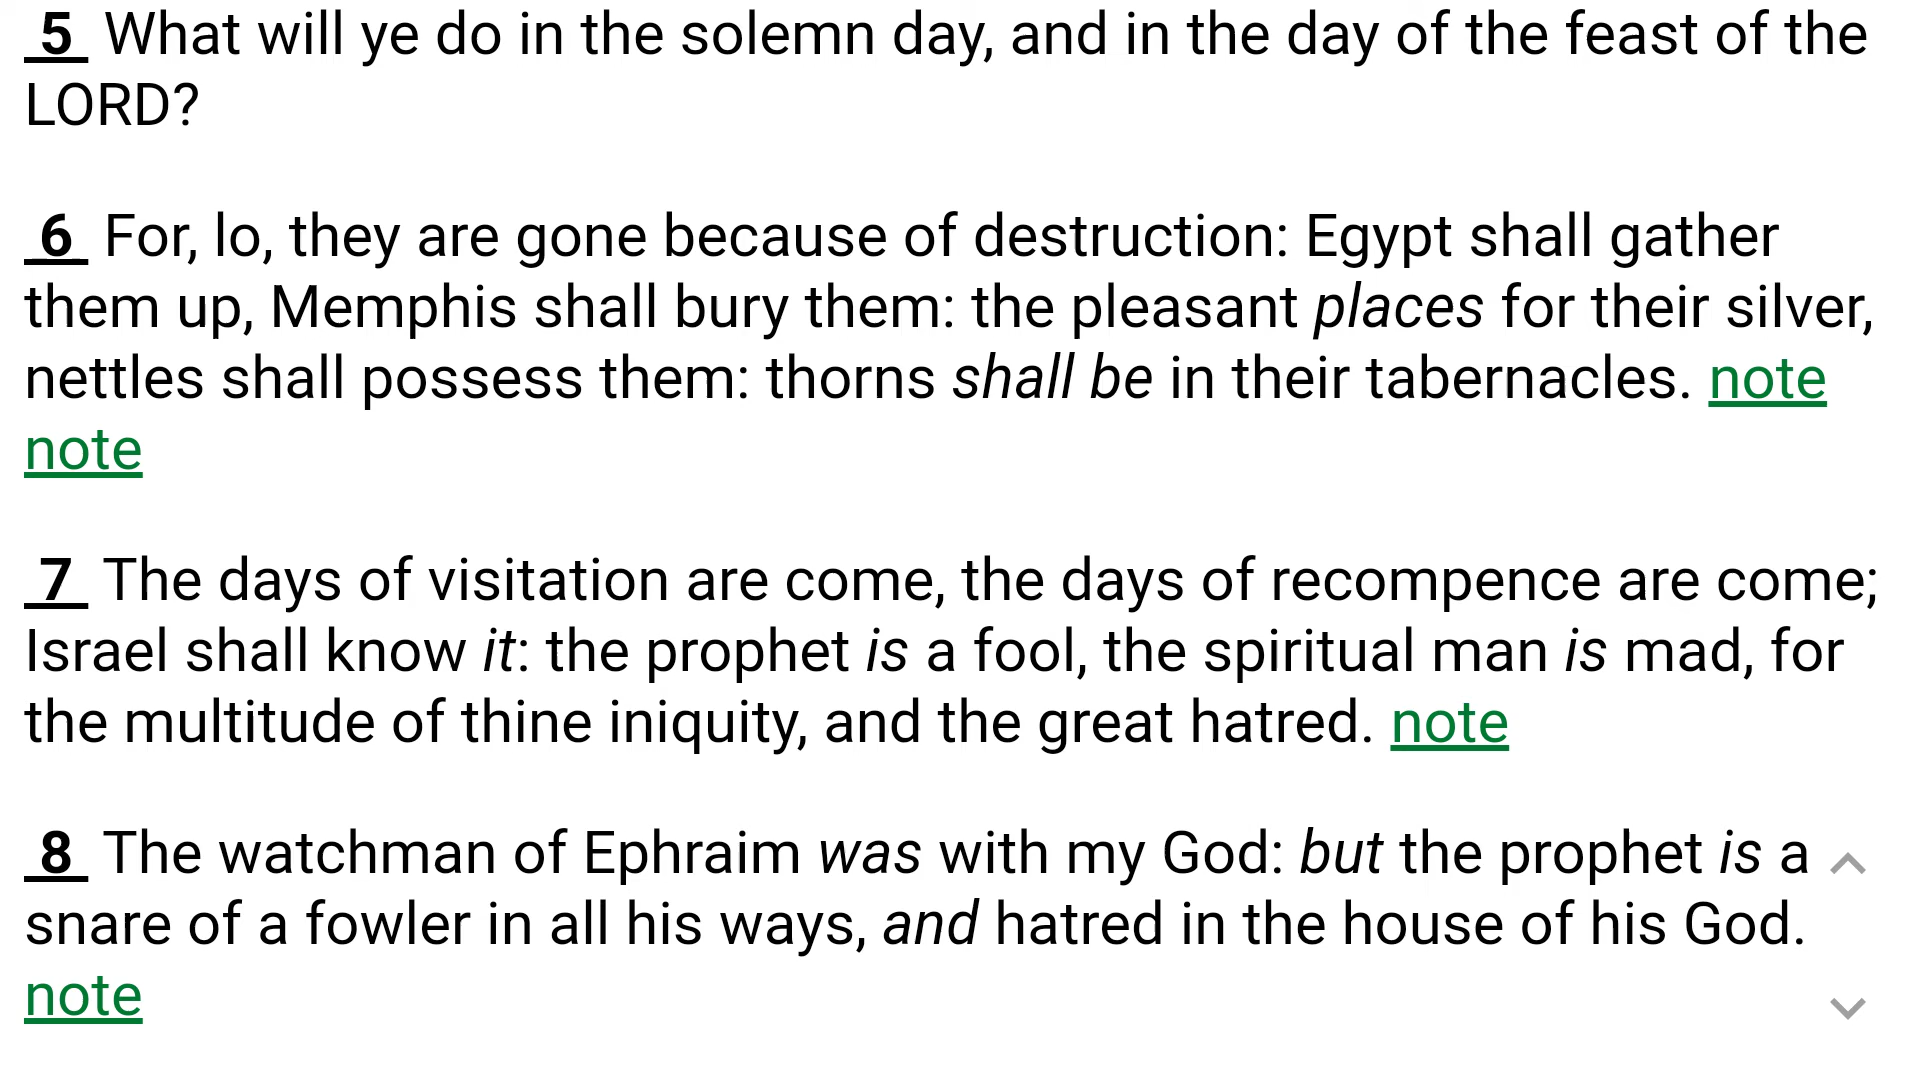 5 What will ye do in the solemn day, and in the day of the feast of the
LORD?
6 For, lo, they are gone because of destruction: Egypt shall gather
them up, Memphis shall bury them: the pleasant places for their silver,
nettles shall possess them: thorns shall be in their tabernacles. note
note
7 The days of visitation are come, the days of recompence are come;
Israel shall know it: the prophet is a fool, the spiritual man is mad, for
the multitude of thine iniquity, and the great hatred. note
8 The watchman of Ephraim was with my God: but the prophet is a
snare of a fowler in all his ways, and hatred in the house of his God.
note